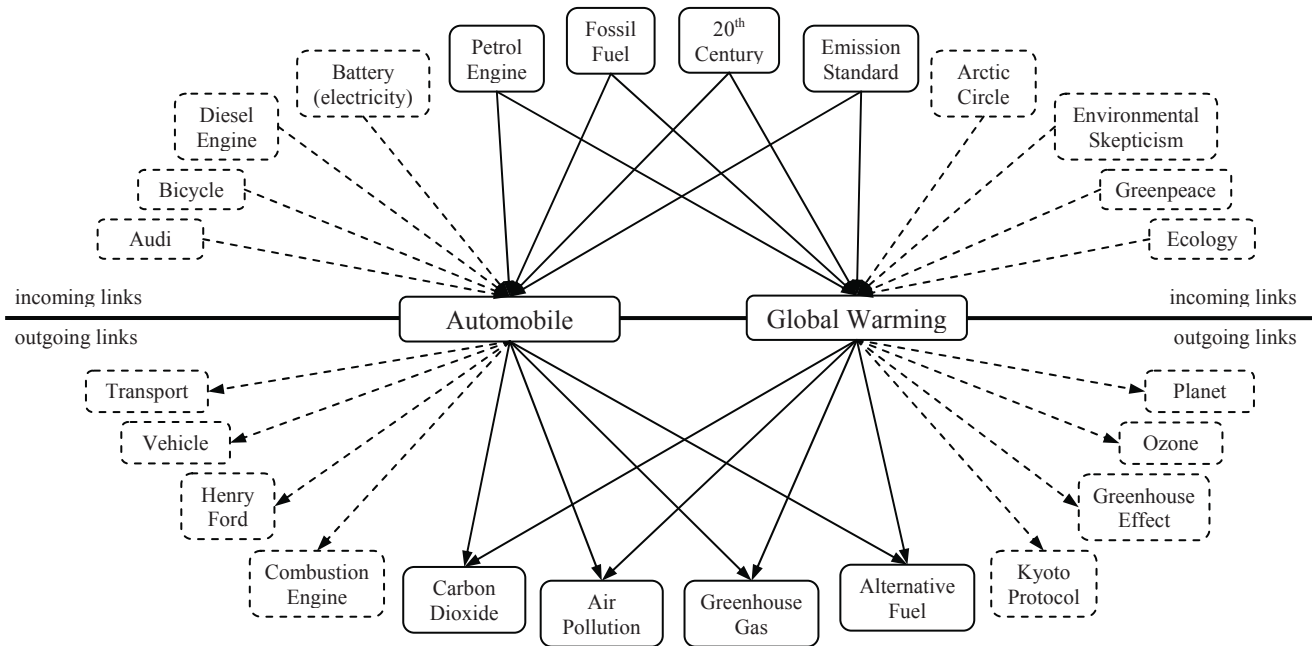 Petrol
Engine
Fossil
Fuel
20th
Century
Emission
Standard
Battery
(electricity)
Arctic
Circle
Diesel
Engine
Environmental
Skepticism
Bicycle
Greenpeace
Audi
Ecology
incoming links
incoming links
Automobile
Global Warming
outgoing links
outgoing links
Transport
Planet
Vehicle
Ozone
Henry
Ford
Greenhouse
Effect
Combustion
Engine
Carbon
Dioxide
Air
Pollution
Greenhouse
Gas
Alternative
Fuel
Kyoto
Protocol